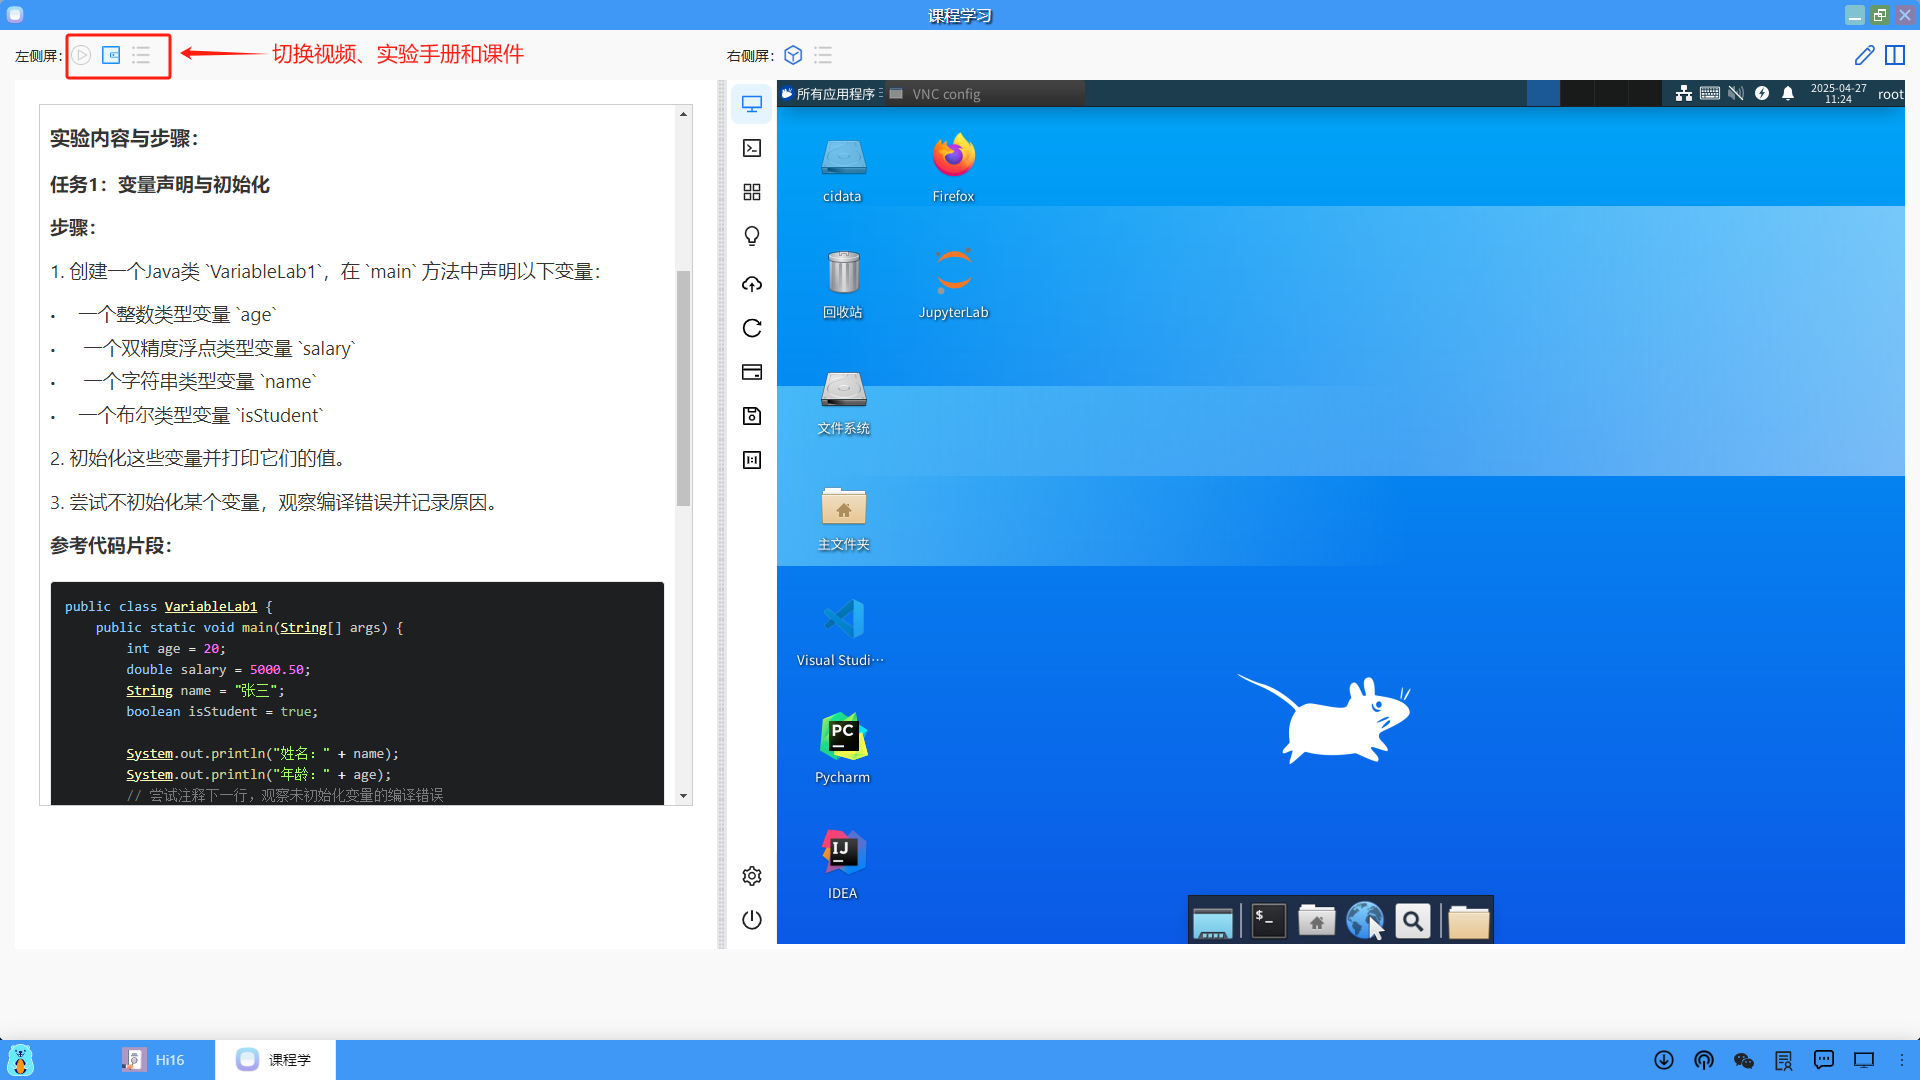 课程学习
左侧屏:
切换视频、实验手册和课件
右侧屏:
实验内容与步骤：
任务1：变量声明与初始化
步骤：
1. 创建一个Java类 `VariableLab1`，在 `main` 方法中声明以下变量：
• 一个整数类型变量 `age`
• 一个双精度浮点类型变量 `salary`
• 一个字符串类型变量 `name`
• 一个布尔类型变量 `isStudent`
2. 初始化这些变量并打印它们的值。
3. 尝试不初始化某个变量，观察编译错误并记录原因。
参考代码片段：
public class VariableLab1 {
    public static void main(String[] args) {
        int age = 20;
        double salary = 5000.50;
        String name = "张三";
        boolean isStudent = true;
        System.out.println("姓名：" + name);
        System.out.println("年龄：" + age);
        // 尝试注释下一行，观察未初始化变量的编译错误
所有应用程序
VNC config
2025-04-27
11:24
root
cidata
Firefox
回收站
JupyterLab
文件系统
主文件夹
Visual Studi…
PC
Pycharm
IJ
IDEA
$_
Hi16
课程学